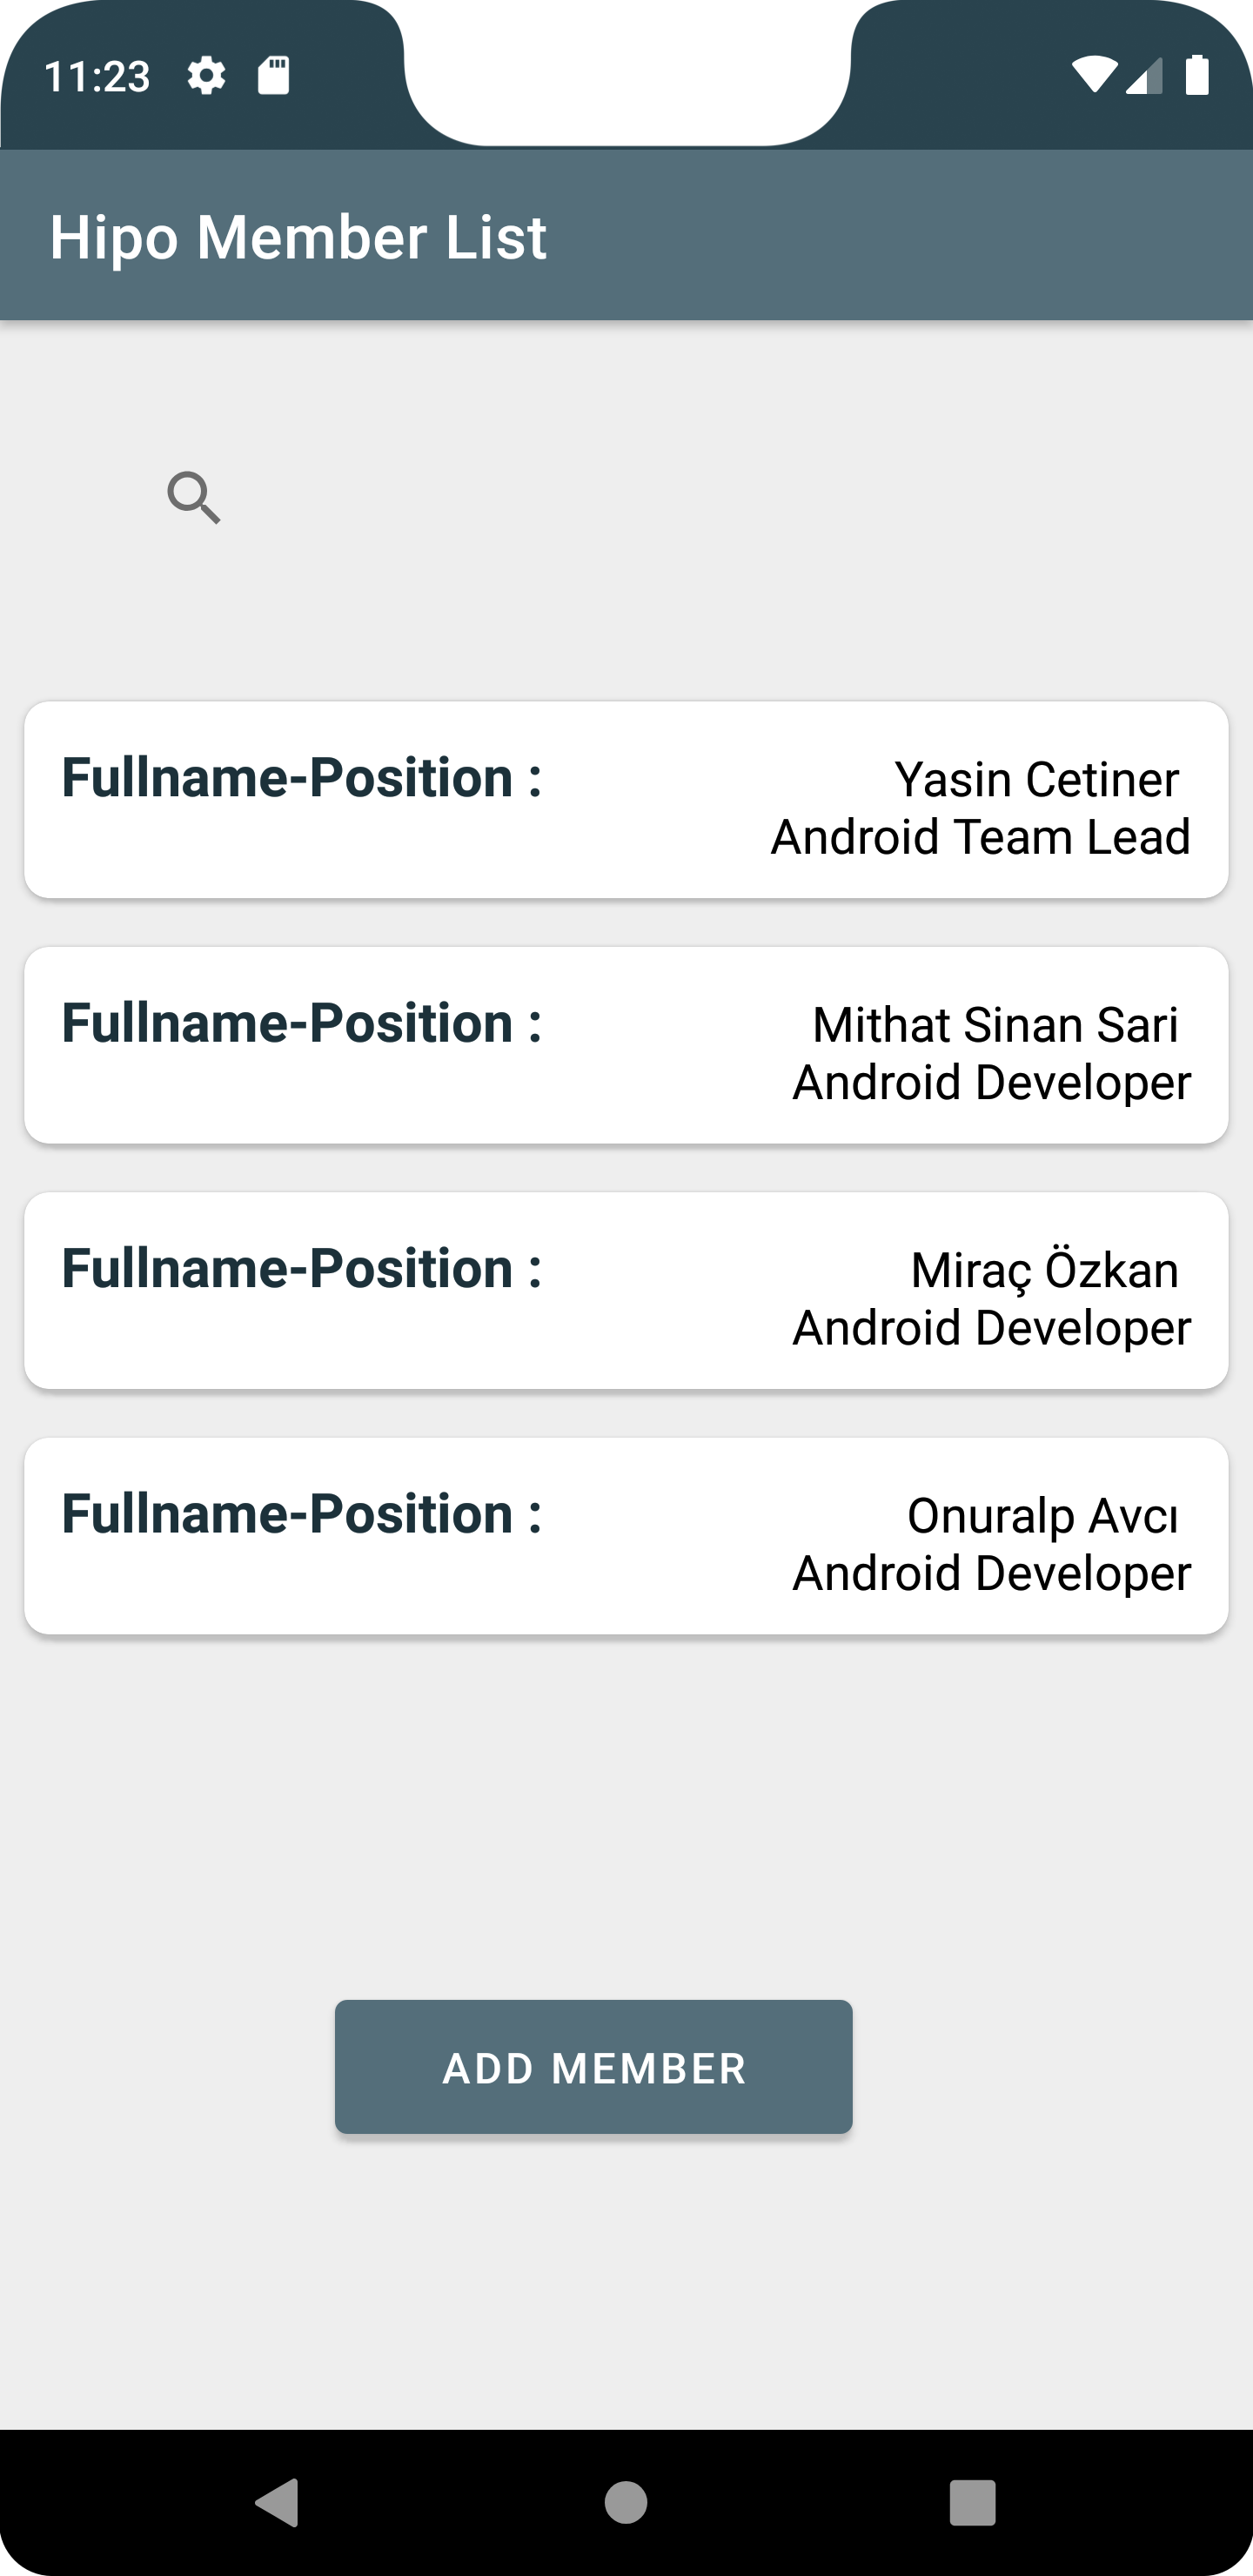 11:23
Hipo Member List
Fullname-Position :
Yasin Cetiner
Android Team Lead
Fullname-Position :
Mithat Sinan Sari
Android Developer
Fullname-Position :
Miraç Özkan
Android Developer
Fullname-Position :
Onuralp Avcı
Android Developer
ADD MEMBER